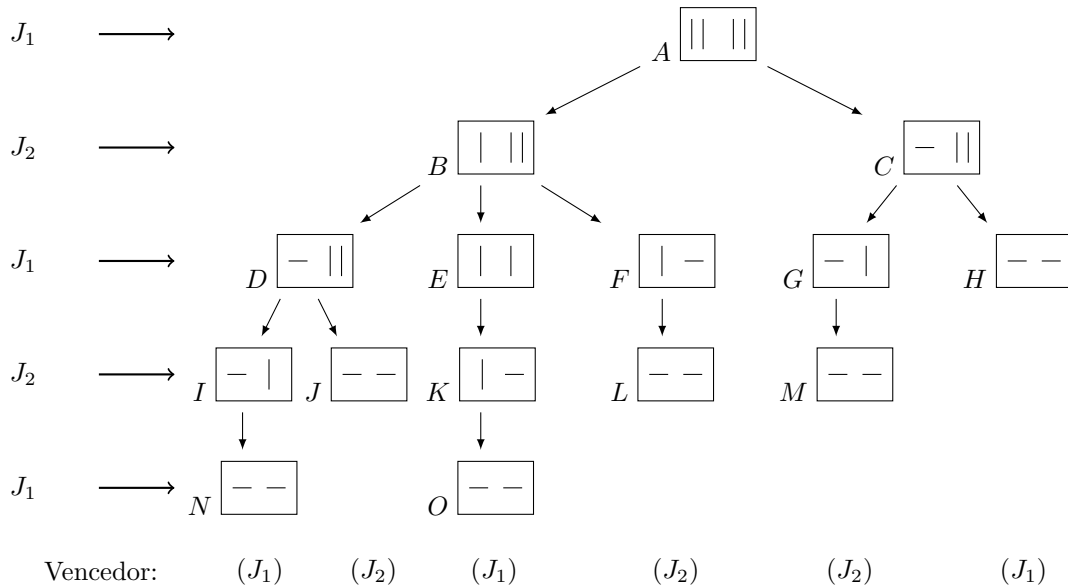 J₁ A
J₂ B C
J₁ D E F G H
J₂ I J K L M
J₁ N O
Vencedor: (J₁) (J₂) (J₁) (J₂) (J₂) (J₁)